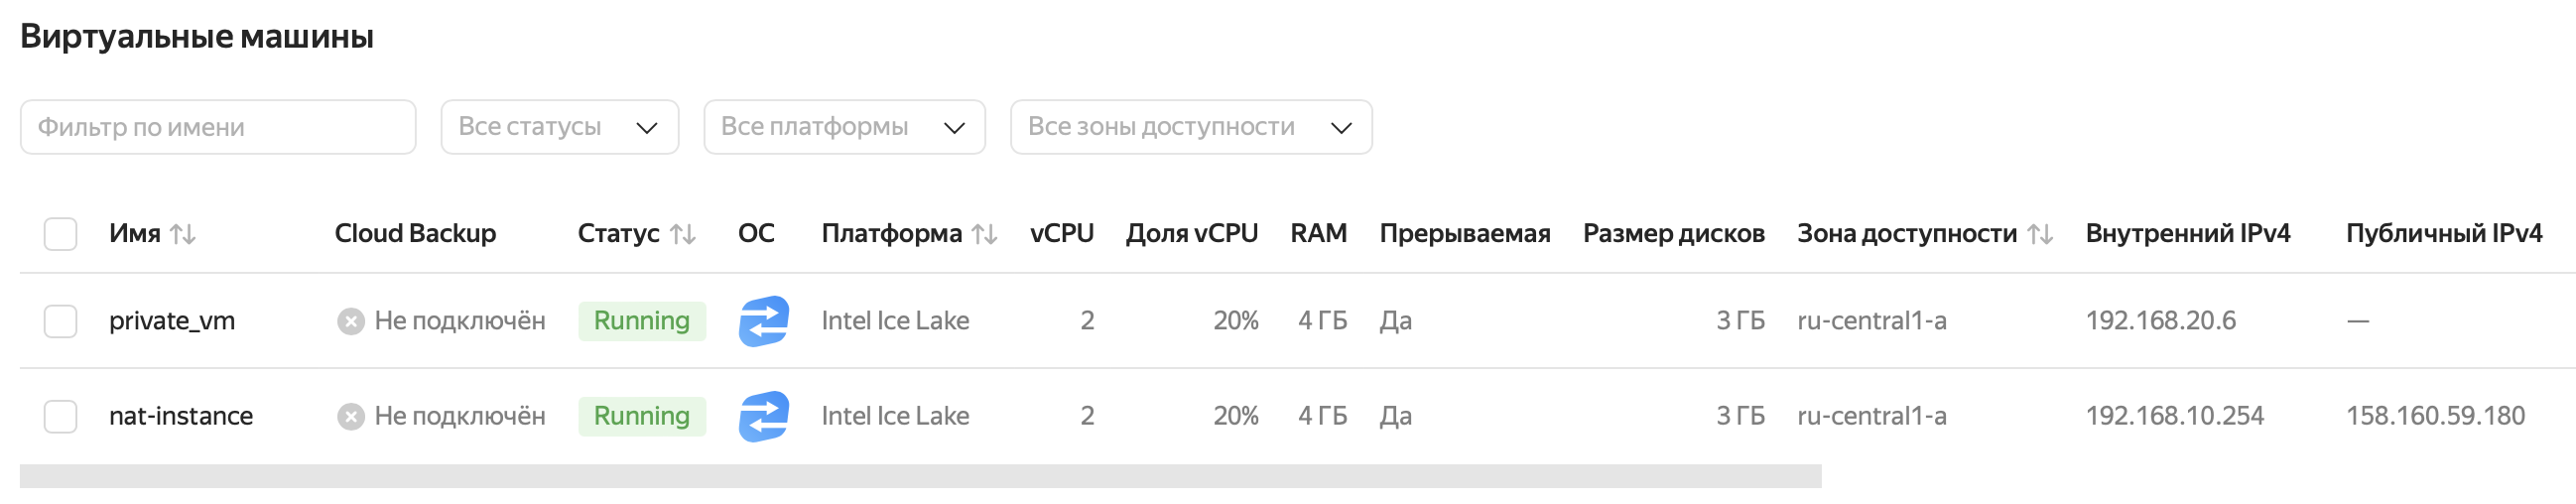 Виртуальные машины
Фильтр по имени Все статусы Все платформы Все зоны доступности
Имя Cloud Backup Статус ОС Платформа vCPU Доля vCPU RAM Прерываемая Размер дисков Зона доступности Внутренний IPv4 Публичный IPv4
private_vm Не подключён Running Intel Ice Lake 2 20% 4 ГБ Да 3 ГБ ru-central1-a 192.168.20.6 —
nat-instance Не подключён Running Intel Ice Lake 2 20% 4 ГБ Да 3 ГБ ru-central1-a 192.168.10.254 158.160.59.180